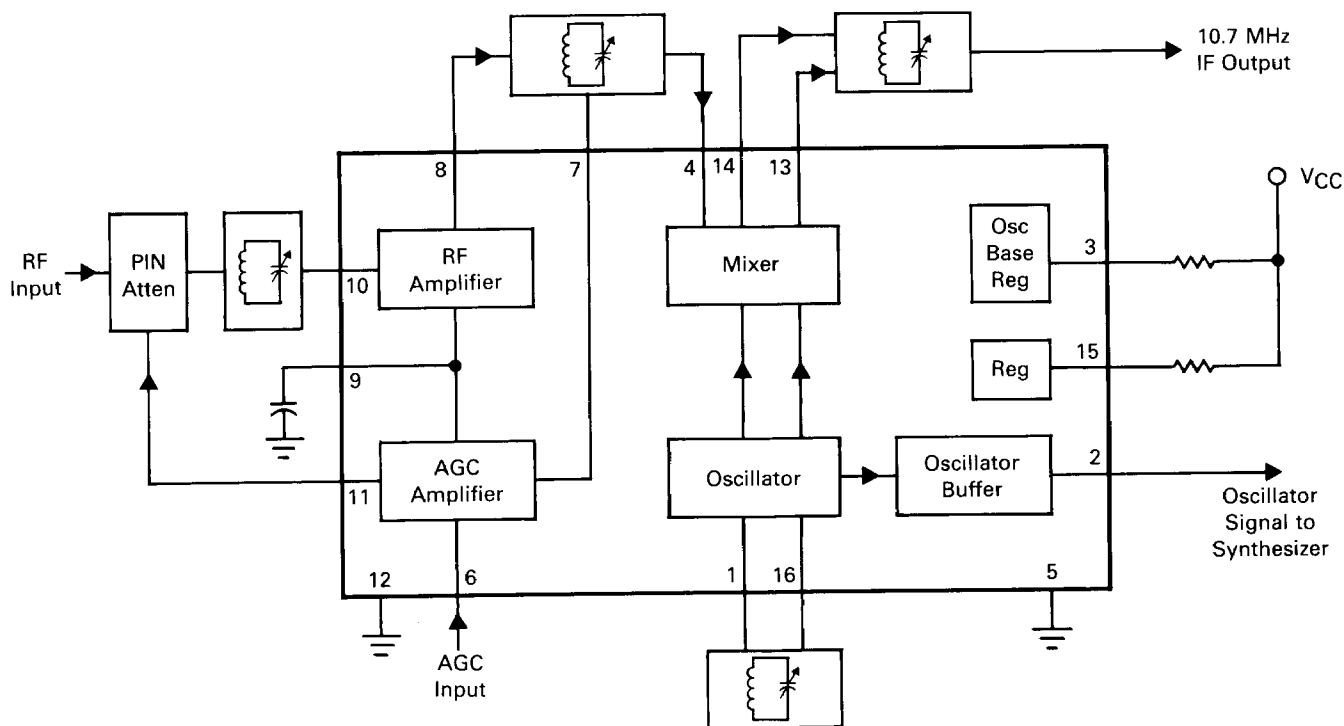 10.7 MHz
IF Output
8
7
4
14
13
VCC
RF
Input
PIN
Atten
10
RF
Amplifier
Mixer
Osc
Base
Reg
3
9
Reg
15
11
AGC
Amplifier
Oscillator
Oscillator
Buffer
2
Oscillator
Signal to
Synthesizer
12
6
1
16
5
AGC
Input